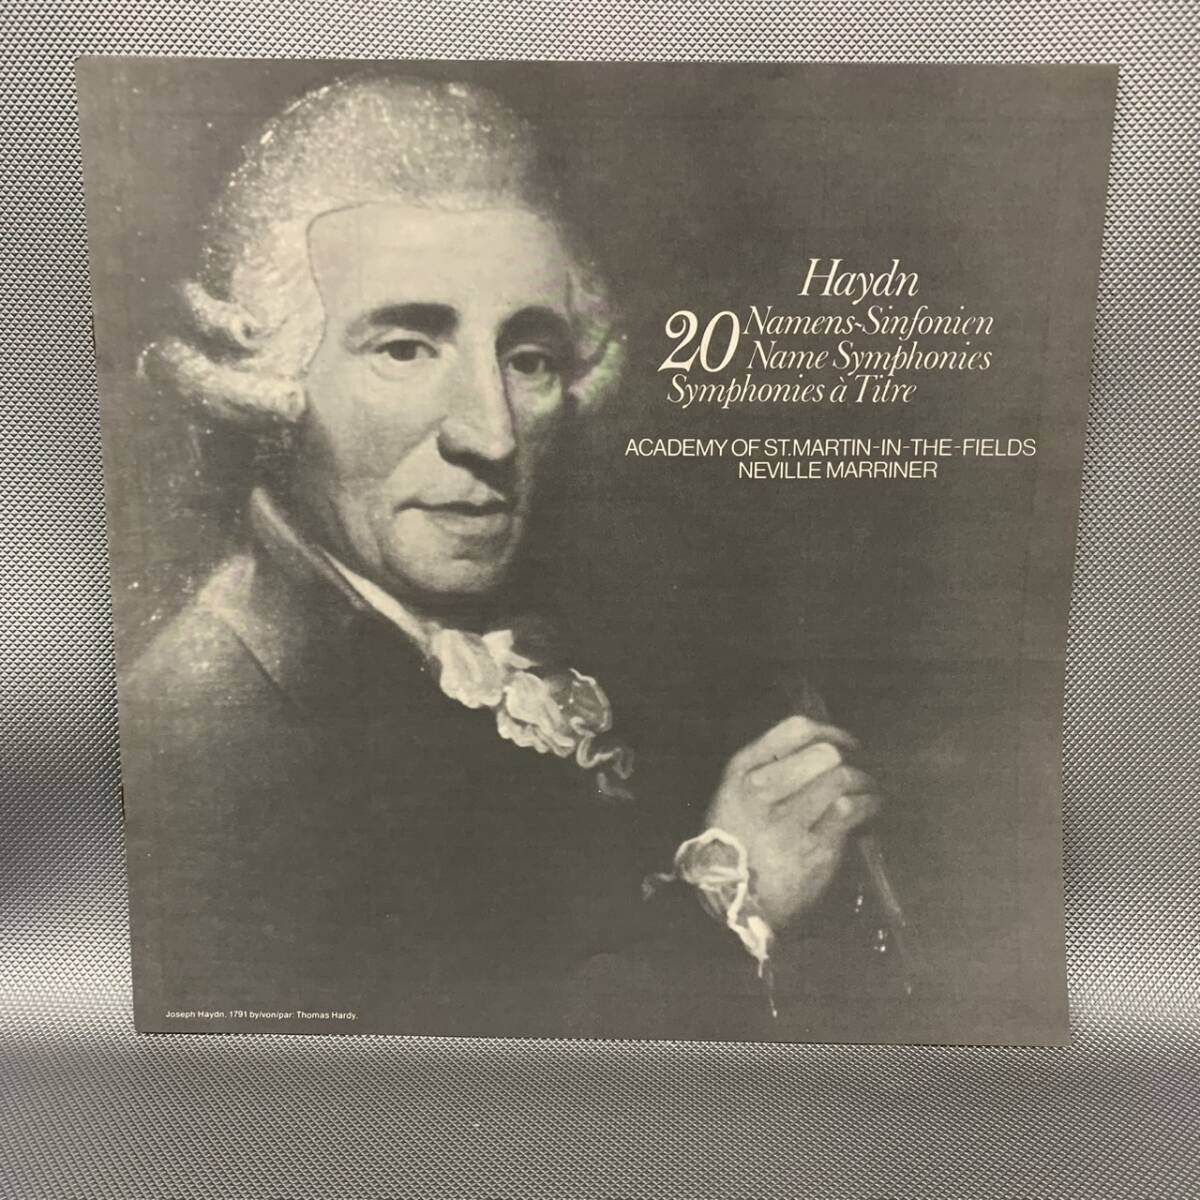 Haydn
20 Namens-Sinfonien
Name Symphonies
Symphonies à Titre
ACADEMY OF ST. MARTIN-IN-THE-FIELDS
NEVILLE MARRINER
Joseph Haydn, 1791 by/von/par: Thomas Hardy.